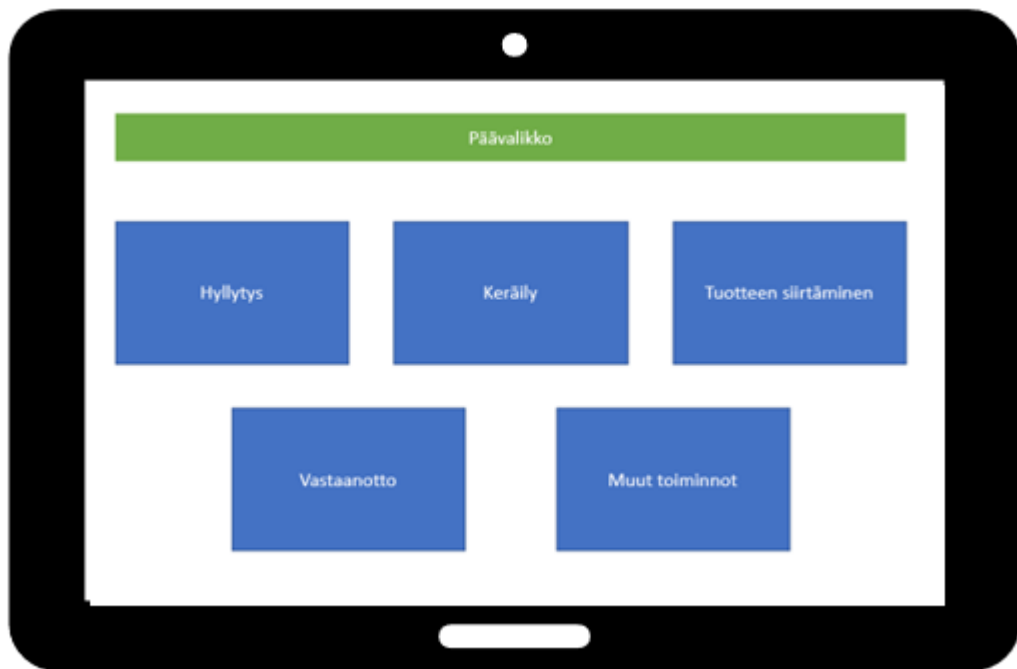 Päävalikko
Hyllytys
Keräily
Tuotteen siirtäminen
Vastaanotto
Muut toiminnot